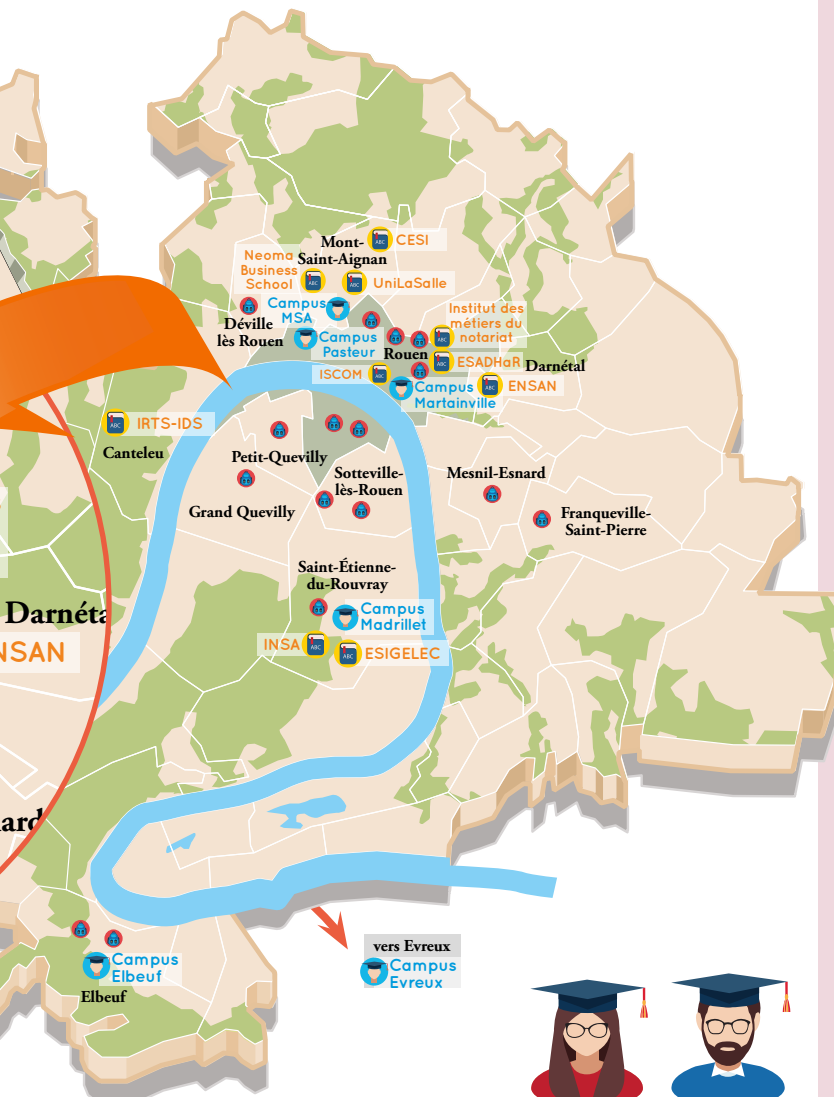 Mont-
Saint-Aignan
CESI
Neoma
Business
School
UniLaSalle
Campus
MSA
Déville
lès Rouen
Campus
Pasteur
Rouen
Institut des
métiers du
notariat
ESADHaR
Darnétal
ISCOM
Campus
Martainville
ENSAN
IRTS-IDS
Canteleu
Petit-Quevilly
Sotteville-
lès-Rouen
Grand Quevilly
Mesnil-Esnard
Franqueville-
Saint-Pierre
Saint-Étienne-
du-Rouvray
Campus
Madrillet
INSA
ESIGELEC
Darnéta
NSAN
ard
Campus
Elbeuf
Elbeuf
vers Evreux
Campus
Evreux